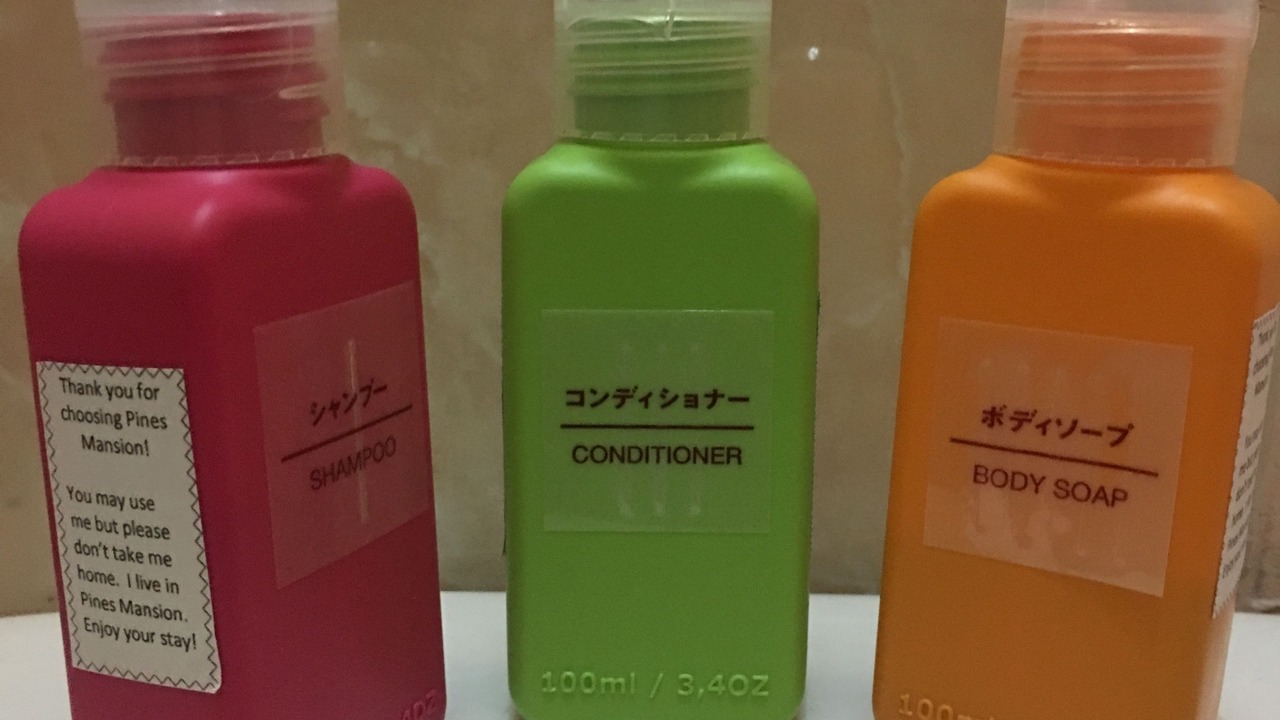 Thank you for
choosing Pines
Mansion!
You may use
me but please
don't take me
home. I live in
Pines Mansion.
Enjoy your stay!
シャンプー
SHAMPOO
コンディショナー
CONDITIONER
100ml / 3,4OZ
ボディソープ
BODY SOAP